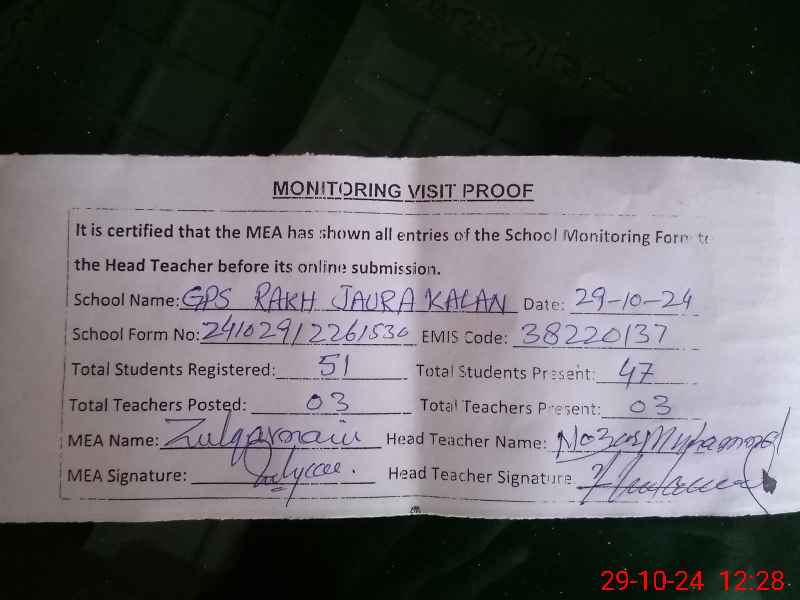 MONITORING VISIT PROOF
It is certified that the MEA has shown all entries of the School Monitoring Form to
the Head Teacher before its online submission.
School Name: GPS RAKH JAURA KALAN Date: 29-10-24
School Form No: EMIS Code: 38220137
Total Students Registered: 51 Total Students Present: 47
Total Teachers Posted: 03 Total Teachers Present: 03
MEA Name: Zulqarnain Head Teacher Name: Muhammad
MEA Signature: Head Teacher Signature
29-10-24 12:28